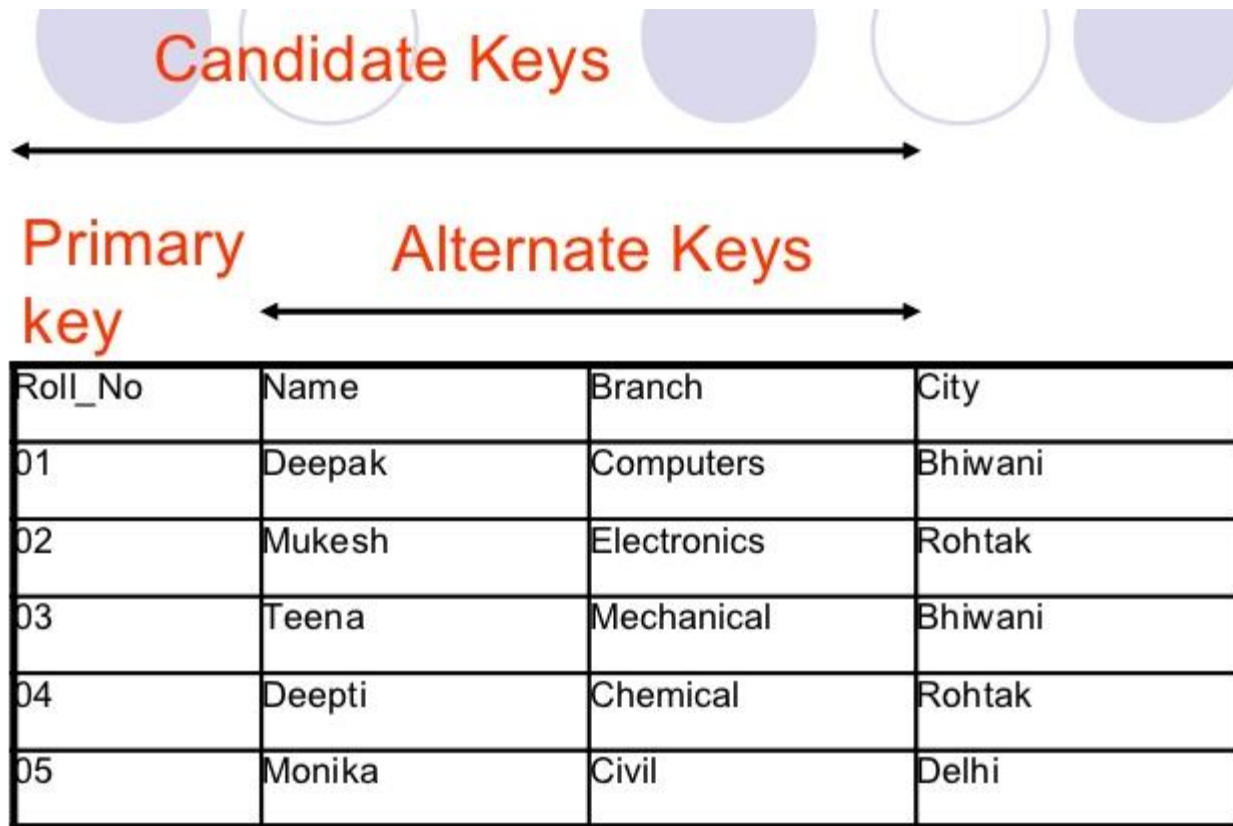 Candidate Keys
Primary key
Alternate Keys
Roll_No Name Branch City
01 Deepak Computers Bhiwani
02 Mukesh Electronics Rohtak
03 Teena Mechanical Bhiwani
04 Deepti Chemical Rohtak
05 Monika Civil Delhi